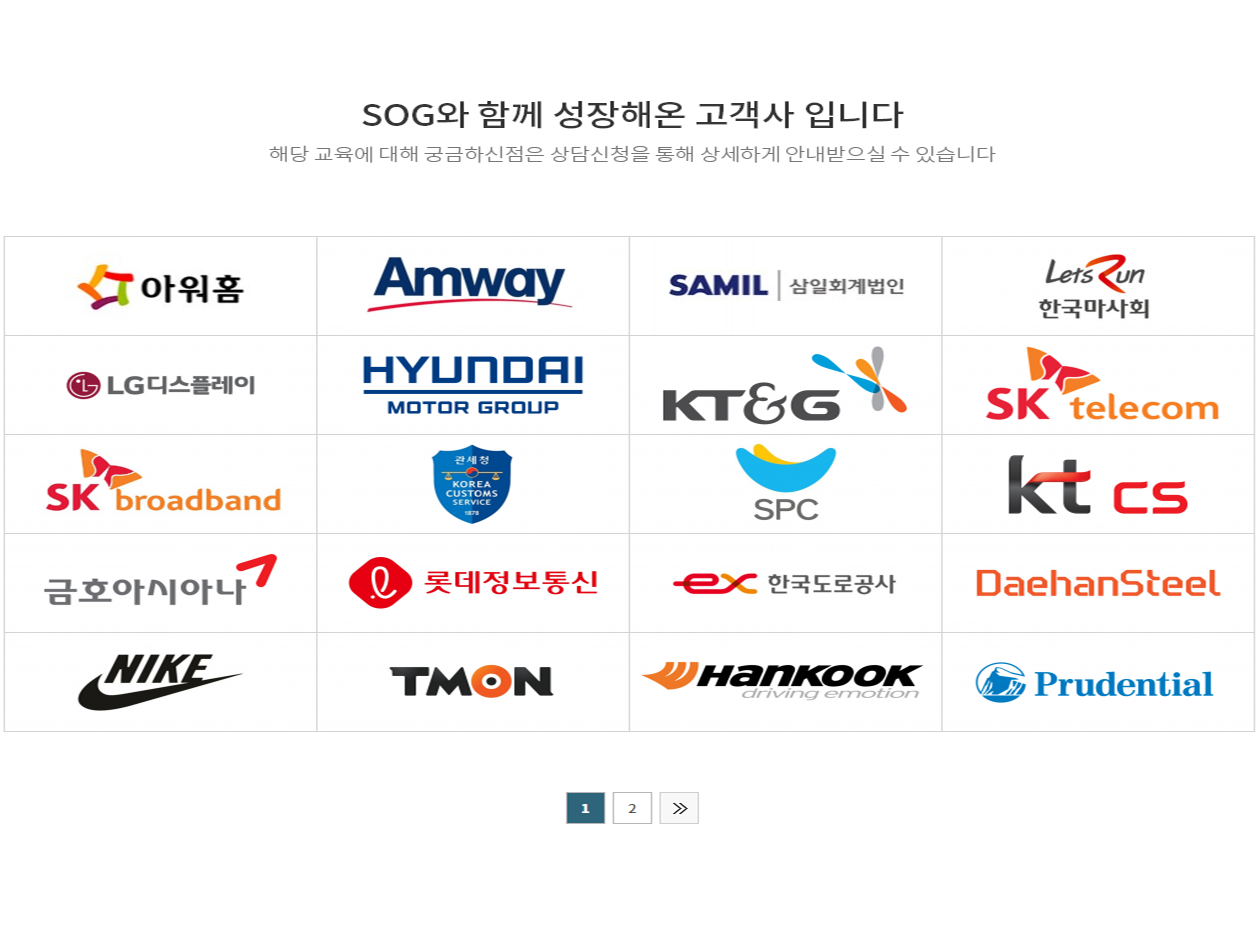 SOG와 함께 성장해온 고객사 입니다
해당 교육에 대해 궁금하신점은 상담신청을 통해 상세하게 안내받으실 수 있습니다
아워홈
Amway
SAMIL 삼일회계법인
Let's Run
한국마사회
LG디스플레이
HYUNDAI
MOTOR GROUP
KT&G
SK telecom
SK broadband
관세청
KOREA
CUSTOMS
SERVICE
1878
SPC
kt cs
금호아시아나
롯데정보통신
ex 한국도로공사
DaehanSteel
NIKE
TMON
HANKOOK
driving emotion
Prudential
1 2 >>